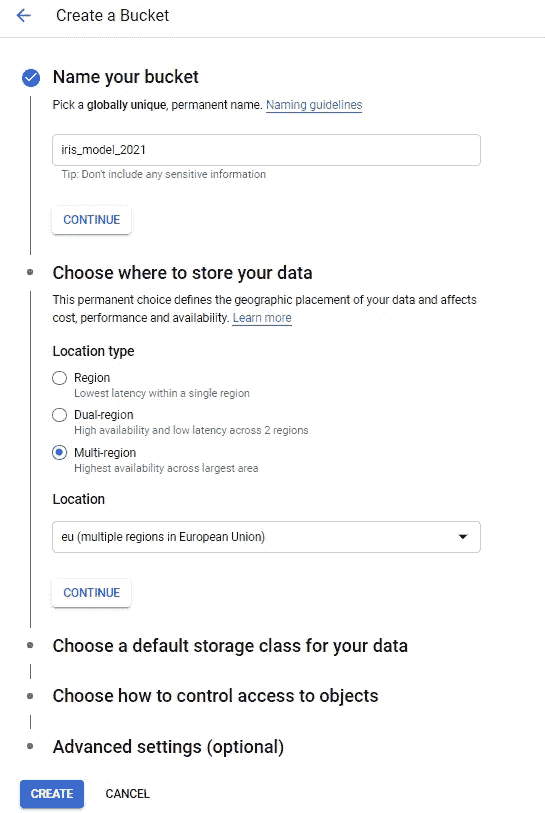 Create a Bucket
Name your bucket
Pick a globally unique, permanent name. Naming guidelines
iris_model_2021
Tip: Don't include any sensitive information
CONTINUE
Choose where to store your data
This permanent choice defines the geographic placement of your data and affects
cost, performance and availability. Learn more
Location type
Region
Lowest latency within a single region
Dual-region
High availability and low latency across 2 regions
Multi-region
Highest availability across largest area
Location
eu (multiple regions in European Union)
CONTINUE
Choose a default storage class for your data
Choose how to control access to objects
Advanced settings (optional)
CREATE CANCEL